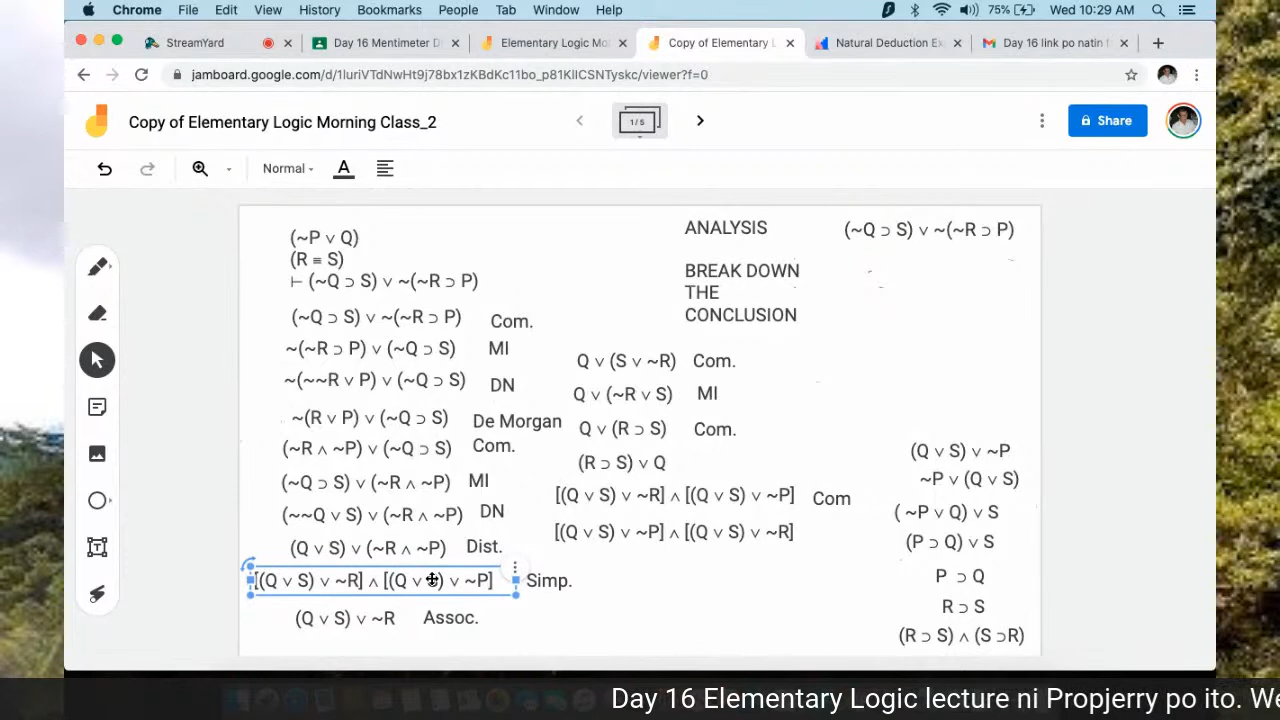 Chrome File Edit View History Bookmarks People Tab Window Help 75% Wed 10:29 AM
StreamYard Day 16 Mentimeter D Elementary Logic Mo Copy of Elementary L Natural Deduction Ex Day 16 link po natin f
jamboard.google.com/d/1luriVTdNwHt9j78bx1zKBdKc11bo_p81KlICSNTyskc/viewer?f=0
Copy of Elementary Logic Morning Class_2 1 / 5 Share
Normal A
(~P ∨ Q)
(R ≡ S)
⊢ (~Q ⊃ S) ∨ ~(~R ⊃ P)
(~Q ⊃ S) ∨ ~(~R ⊃ P) Com.
~(~R ⊃ P) ∨ (~Q ⊃ S) MI
~(~~R ∨ P) ∨ (~Q ⊃ S) DN
~(R ∨ P) ∨ (~Q ⊃ S) De Morgan
(~R ∧ ~P) ∨ (~Q ⊃ S) Com.
(~Q ⊃ S) ∨ (~R ∧ ~P) MI
(~~Q ∨ S) ∨ (~R ∧ ~P) DN
(Q ∨ S) ∨ (~R ∧ ~P) Dist.
[(Q ∨ S) ∨ ~R] ∧ [(Q ∨ S) ∨ ~P] Simp.
(Q ∨ S) ∨ ~R Assoc.
ANALYSIS
BREAK DOWN
THE
CONCLUSION
Q ∨ (S ∨ ~R) Com.
Q ∨ (~R ∨ S) MI
Q ∨ (R ⊃ S) Com.
(R ⊃ S) ∨ Q
[(Q ∨ S) ∨ ~R] ∧ [(Q ∨ S) ∨ ~P] Com
[(Q ∨ S) ∨ ~P] ∧ [(Q ∨ S) ∨ ~R]
(~Q ⊃ S) ∨ ~(~R ⊃ P)
(Q ∨ S) ∨ ~P
~P ∨ (Q ∨ S)
( ~P ∨ Q) ∨ S
(P ⊃ Q) ∨ S
P ⊃ Q
R ⊃ S
(R ⊃ S) ∧ (S ⊃R)
Day 16 Elementary Logic lecture ni Propjerry po ito. We